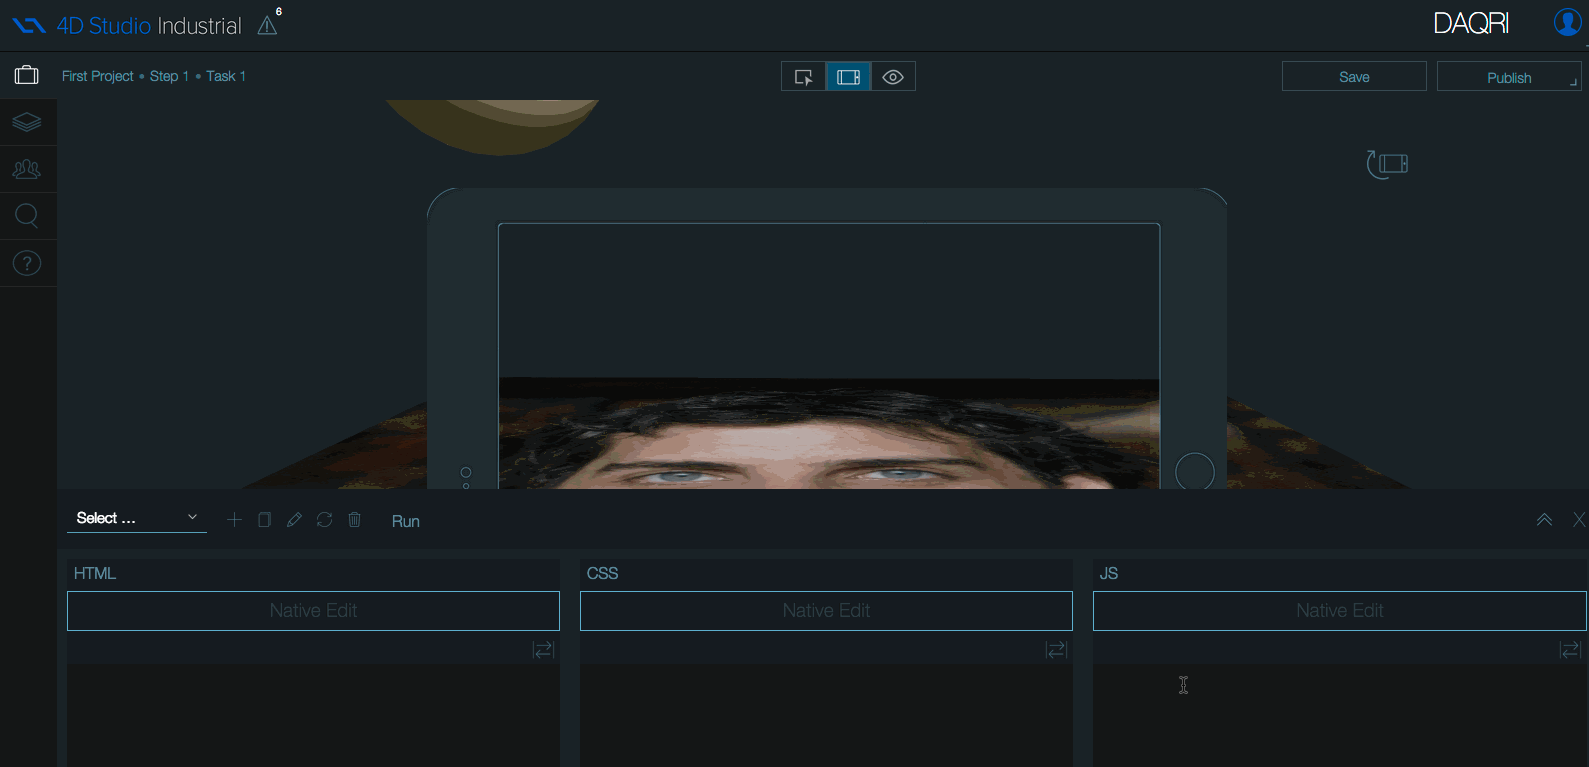 4D Studio Industrial 6
DAQRI
First Project • Step 1 • Task 1
Save
Publish
?
Select ...
Run
X
HTML
CSS
JS
Native Edit
Native Edit
Native Edit